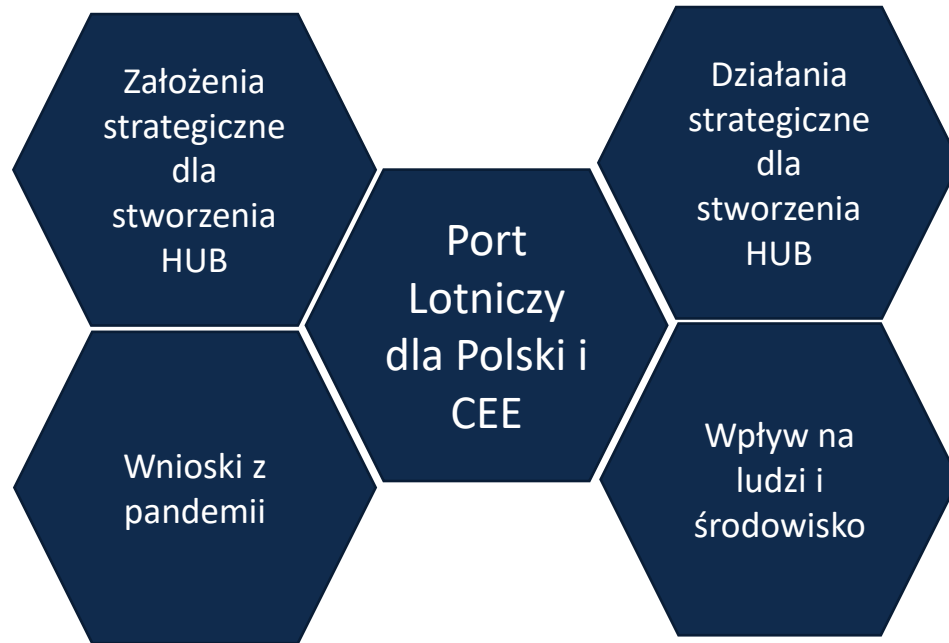 Założenia
strategiczne
dla
stworzenia
HUB
Działania
strategiczne
dla
stworzenia
HUB
Port
Lotniczy
dla Polski i
CEE
Wnioski z
pandemii
Wpływ na
ludzi i
środowisko